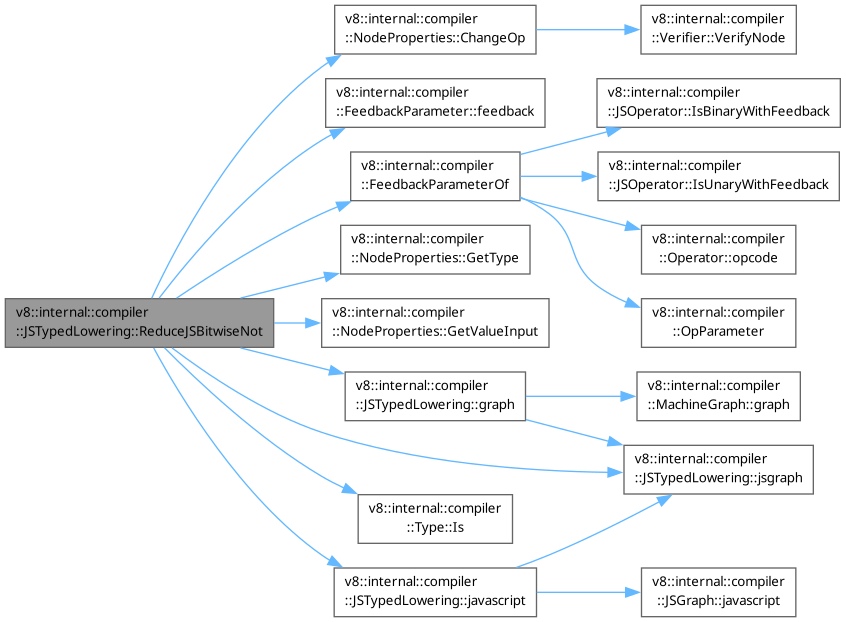 v8::internal::compiler
::NodeProperties::ChangeOp
v8::internal::compiler
::Verifier::VerifyNode
v8::internal::compiler
::FeedbackParameter::feedback
v8::internal::compiler
::JSOperator::IsBinaryWithFeedback
v8::internal::compiler
::FeedbackParameterOf
v8::internal::compiler
::JSOperator::IsUnaryWithFeedback
v8::internal::compiler
::NodeProperties::GetType
v8::internal::compiler
::Operator::opcode
v8::internal::compiler
::JSTypedLowering::ReduceJSBitwiseNot
v8::internal::compiler
::NodeProperties::GetValueInput
v8::internal::compiler
::OpParameter
v8::internal::compiler
::JSTypedLowering::graph
v8::internal::compiler
::MachineGraph::graph
v8::internal::compiler
::JSTypedLowering::jsgraph
v8::internal::compiler
::Type::Is
v8::internal::compiler
::JSTypedLowering::javascript
v8::internal::compiler
::JSGraph::javascript